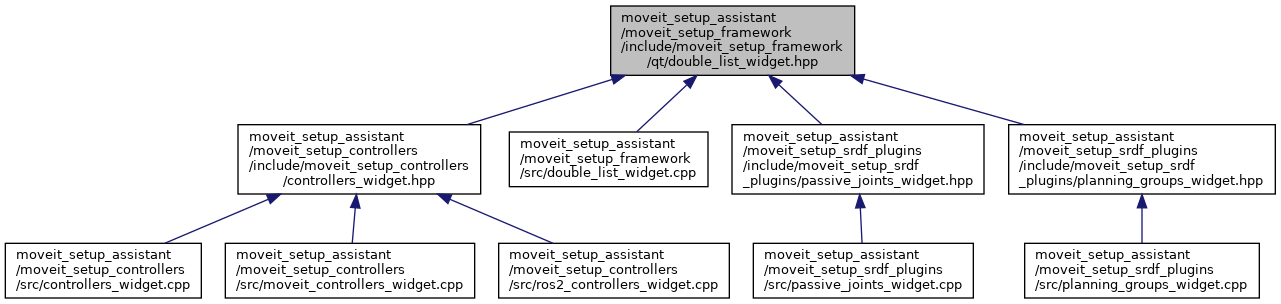 moveit_setup_assistant
/moveit_setup_framework
/include/moveit_setup_framework
/qt/double_list_widget.hpp
moveit_setup_assistant
/moveit_setup_controllers
/include/moveit_setup_controllers
/controllers_widget.hpp
moveit_setup_assistant
/moveit_setup_framework
/src/double_list_widget.cpp
moveit_setup_assistant
/moveit_setup_srdf_plugins
/include/moveit_setup_srdf
_plugins/passive_joints_widget.hpp
moveit_setup_assistant
/moveit_setup_srdf_plugins
/include/moveit_setup_srdf
_plugins/planning_groups_widget.hpp
moveit_setup_assistant
/moveit_setup_controllers
/src/controllers_widget.cpp
moveit_setup_assistant
/moveit_setup_controllers
/src/moveit_controllers_widget.cpp
moveit_setup_assistant
/moveit_setup_controllers
/src/ros2_controllers_widget.cpp
moveit_setup_assistant
/moveit_setup_srdf_plugins
/src/passive_joints_widget.cpp
moveit_setup_assistant
/moveit_setup_srdf_plugins
/src/planning_groups_widget.cpp